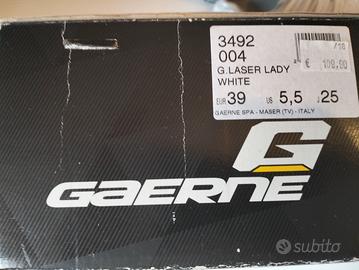 3492
004
G.LASER LADY
WHITE
/18
€ 109,00
EUR 39 US 5,5 25
GAERNE SPA - MASER (TV) - ITALY
G
GAERNE
subito